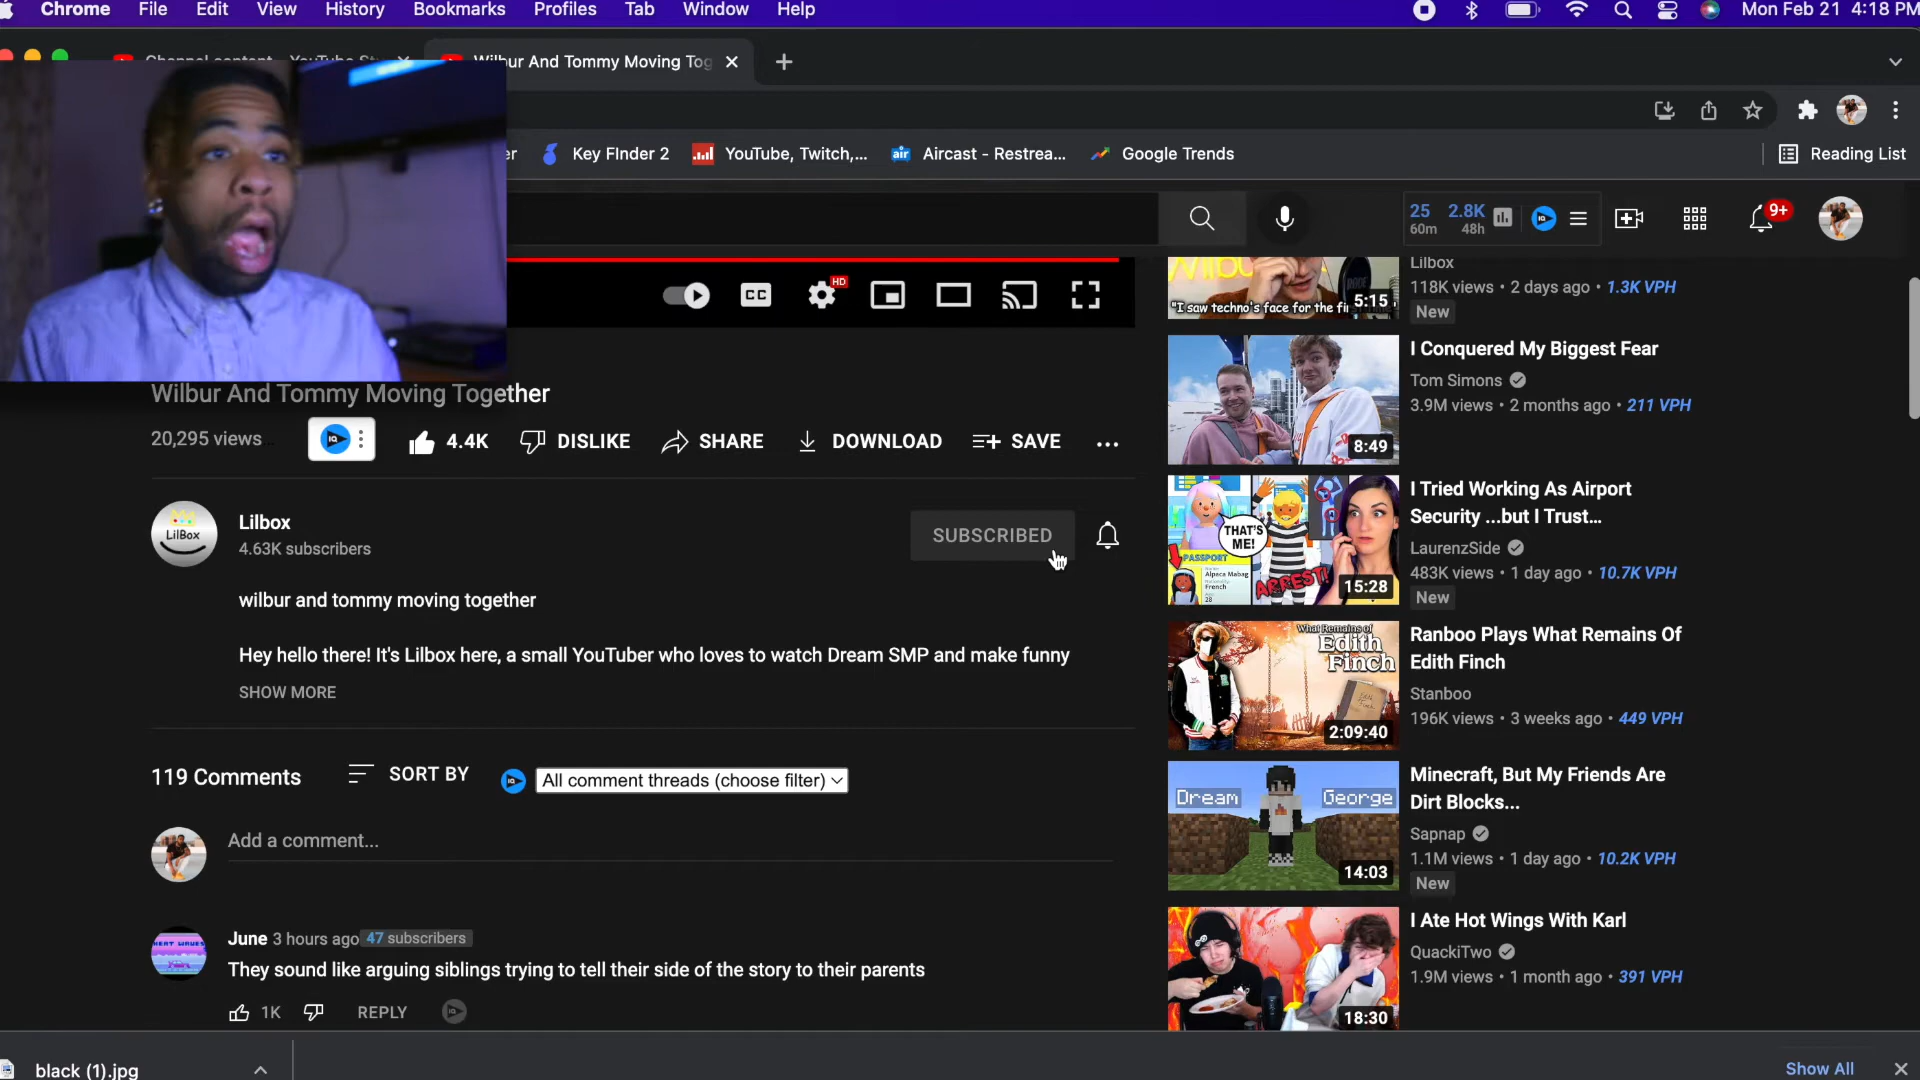 Chrome File Edit View History Bookmarks Profiles Tab Window Help Mon Feb 21 4:18 PM
Wilbur And Tommy Moving Tog
Key FInder 2 YouTube, Twitch,... air Aircast - Restrea... Google Trends Reading List
25 2.8K 9+
60m 48h
HD
CC
Wilbur And Tommy Moving Together
20,295 views 4.4K DISLIKE SHARE DOWNLOAD SAVE
LilBox
Lilbox
4.63K subscribers
SUBSCRIBED
wilbur and tommy moving together
Hey hello there! It's Lilbox here, a small YouTuber who loves to watch Dream SMP and make funny
SHOW MORE
119 Comments SORT BY All comment threads (choose filter)
Add a comment...
HEAT WAVES
June 3 hours ago 47 subscribers
They sound like arguing siblings trying to tell their side of the story to their parents
1K REPLY
"I saw techno's face for the fi
5:15
Lilbox
118K views • 2 days ago • 1.3K VPH
New
8:49
I Conquered My Biggest Fear
Tom Simons
3.9M views • 2 months ago • 211 VPH
THAT'S
ME!
PASSPORT
Alpaca Mabag
French
28
ARREST!
15:28
I Tried Working As Airport
Security ...but I Trust...
LaurenzSide
483K views • 1 day ago • 10.7K VPH
New
What Remains of
Edith
Finch
2:09:40
Ranboo Plays What Remains Of
Edith Finch
Stanboo
196K views • 3 weeks ago • 449 VPH
Dream George
14:03
Minecraft, But My Friends Are
Dirt Blocks...
Sapnap
1.1M views • 1 day ago • 10.2K VPH
New
18:30
I Ate Hot Wings With Karl
QuackiTwo
1.9M views • 1 month ago • 391 VPH
black (1).jpg Show All